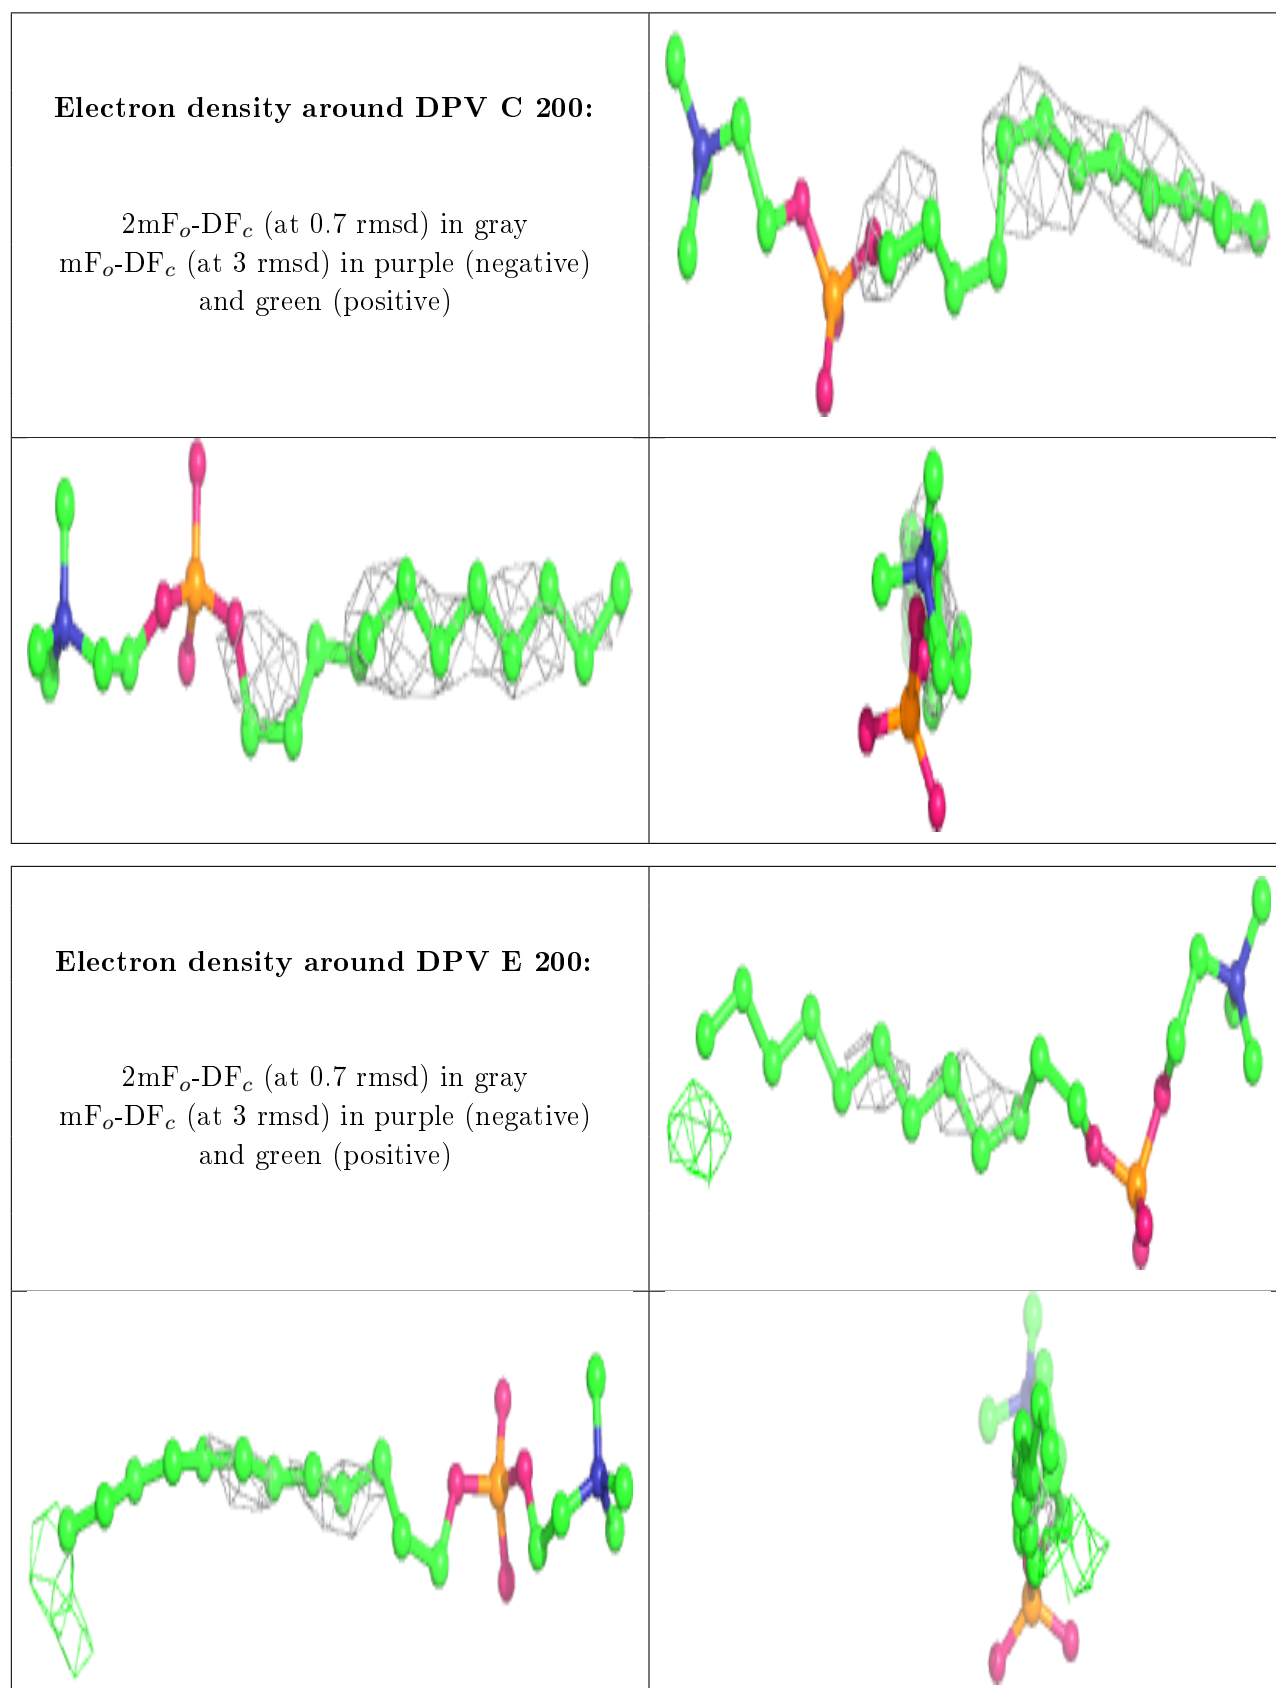 Electron density around DPV C 200:
2mFo-DFc (at 0.7 rmsd) in gray
mFo-DFc (at 3 rmsd) in purple (negative)
and green (positive)
Electron density around DPV E 200:
2mFo-DFc (at 0.7 rmsd) in gray
mFo-DFc (at 3 rmsd) in purple (negative)
and green (positive)